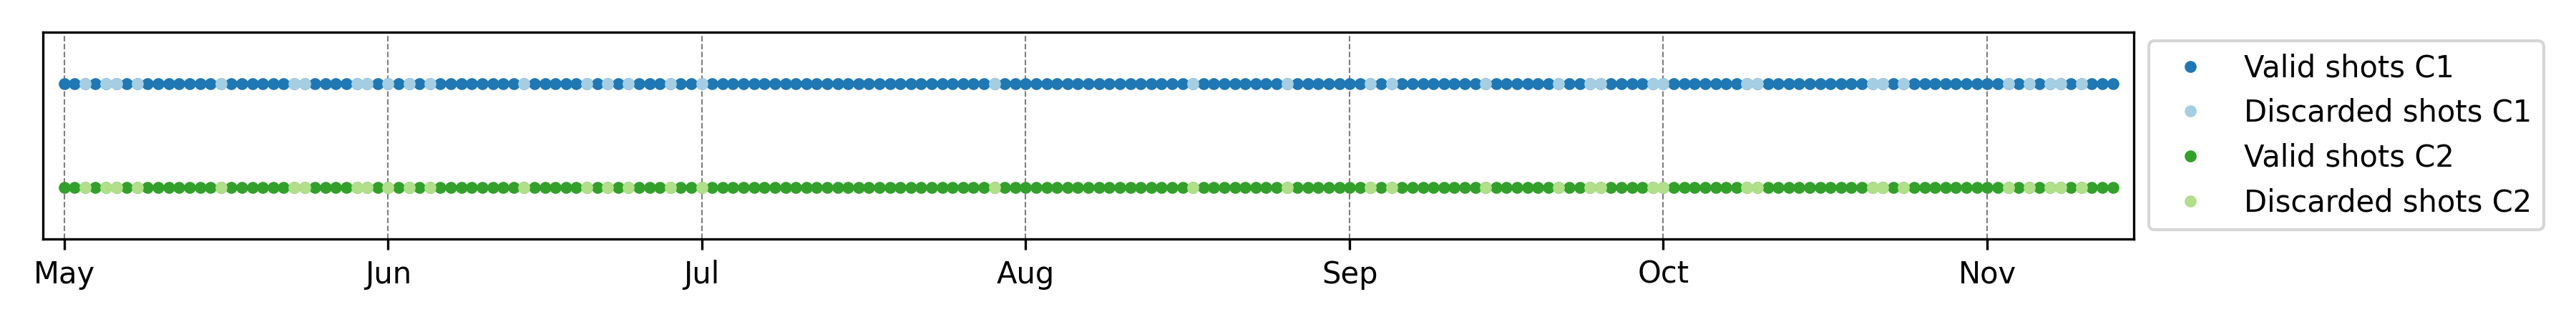 Valid shots C1
Discarded shots C1
Valid shots C2
Discarded shots C2
May Jun Jul Aug Sep Oct Nov